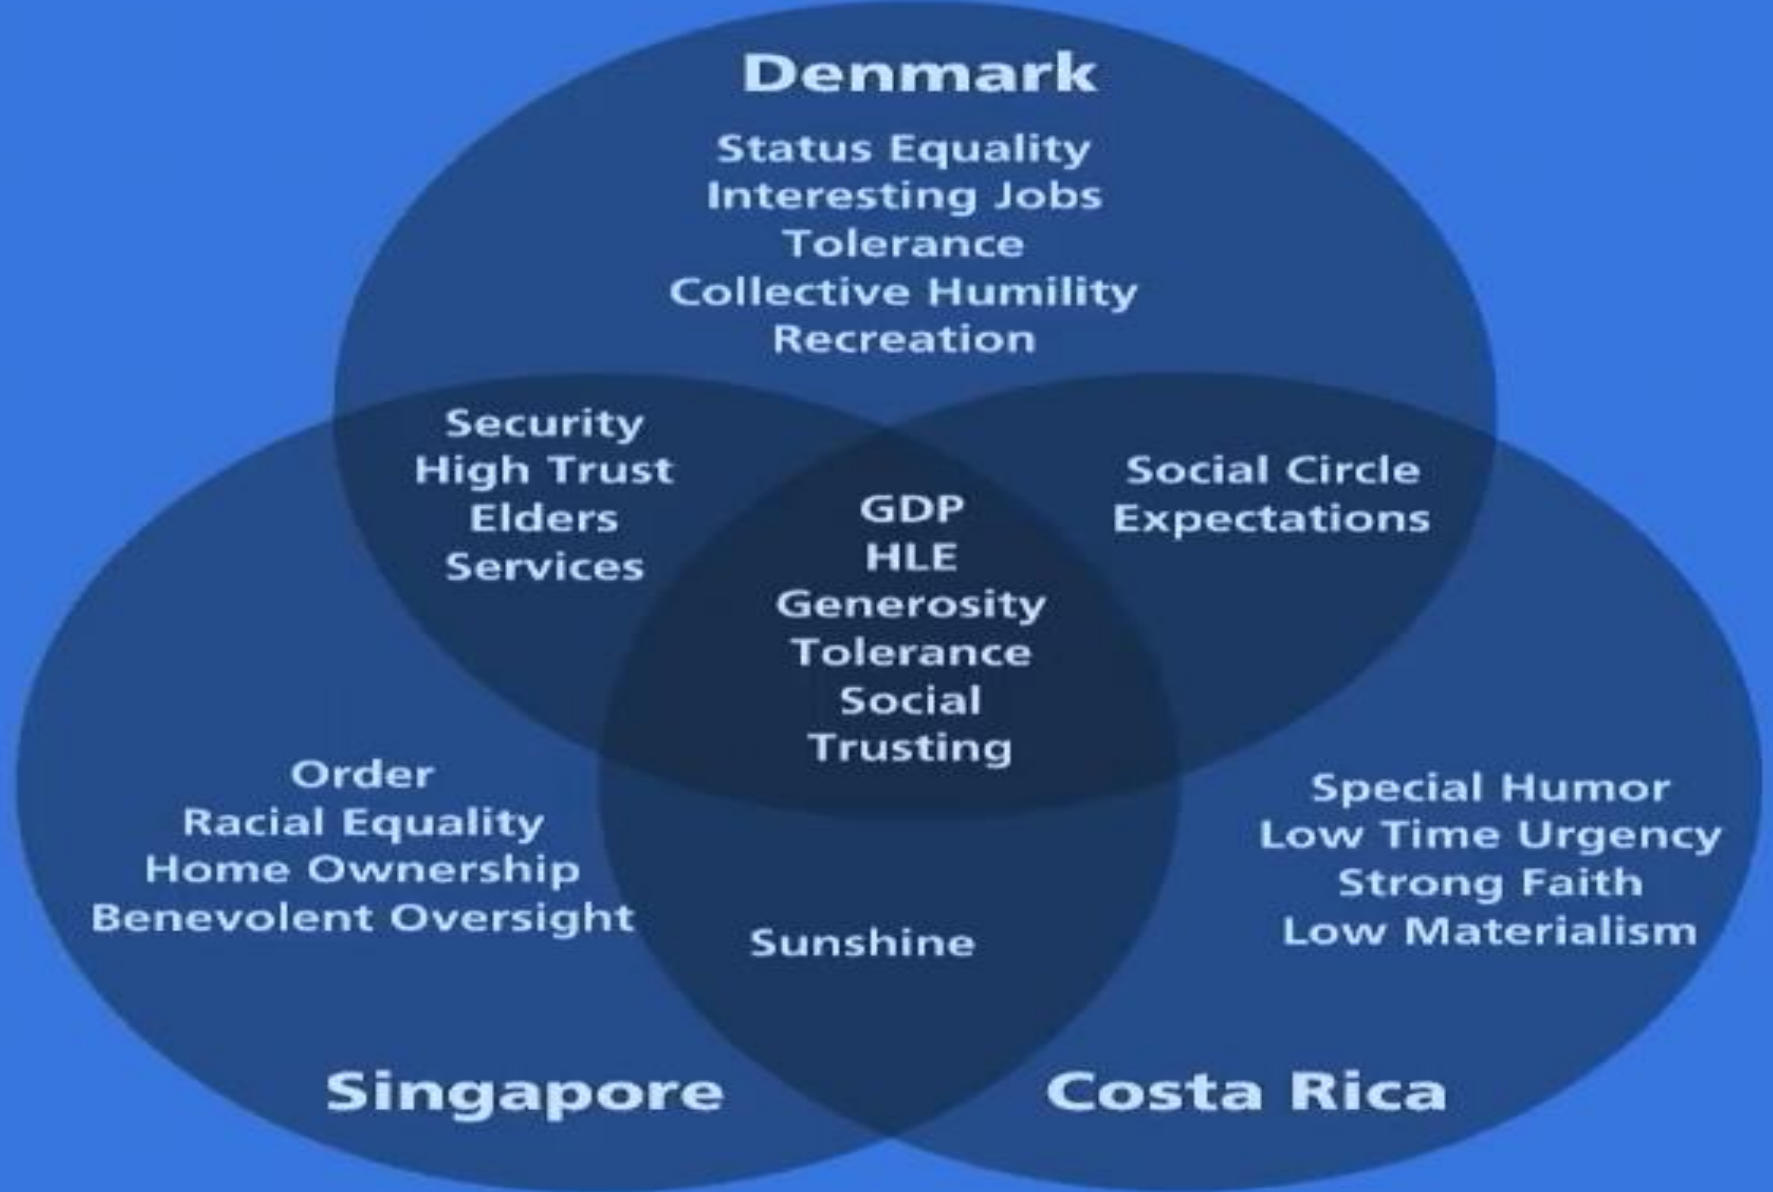 Denmark
Status Equality
Interesting Jobs
Tolerance
Collective Humility
Recreation
Security
High Trust
Elders
Services
GDP
HLE
Generosity
Tolerance
Social
Trusting
Social Circle
Expectations
Order
Racial Equality
Home Ownership
Benevolent Oversight
Sunshine
Special Humor
Low Time Urgency
Strong Faith
Low Materialism
Singapore
Costa Rica